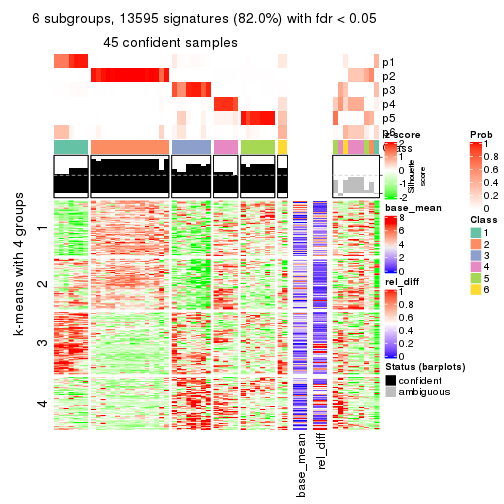 6 subgroups, 13595 signatures (82.0%) with fdr < 0.05
45 confident samples
p1
p2
p3
p4
p5
p6
Class
Silhouette score
k-means with 4 groups
1
2
3
4
base_mean
rel_diff
z-score
2
1
0
-1
-2
base_mean
8
6
4
2
0
rel_diff
1
0.8
0.6
0.4
0.2
0
Status (barplots)
confident
ambiguous
Prob
1
0.8
0.6
0.4
0.2
0
Class
1
2
3
4
5
6